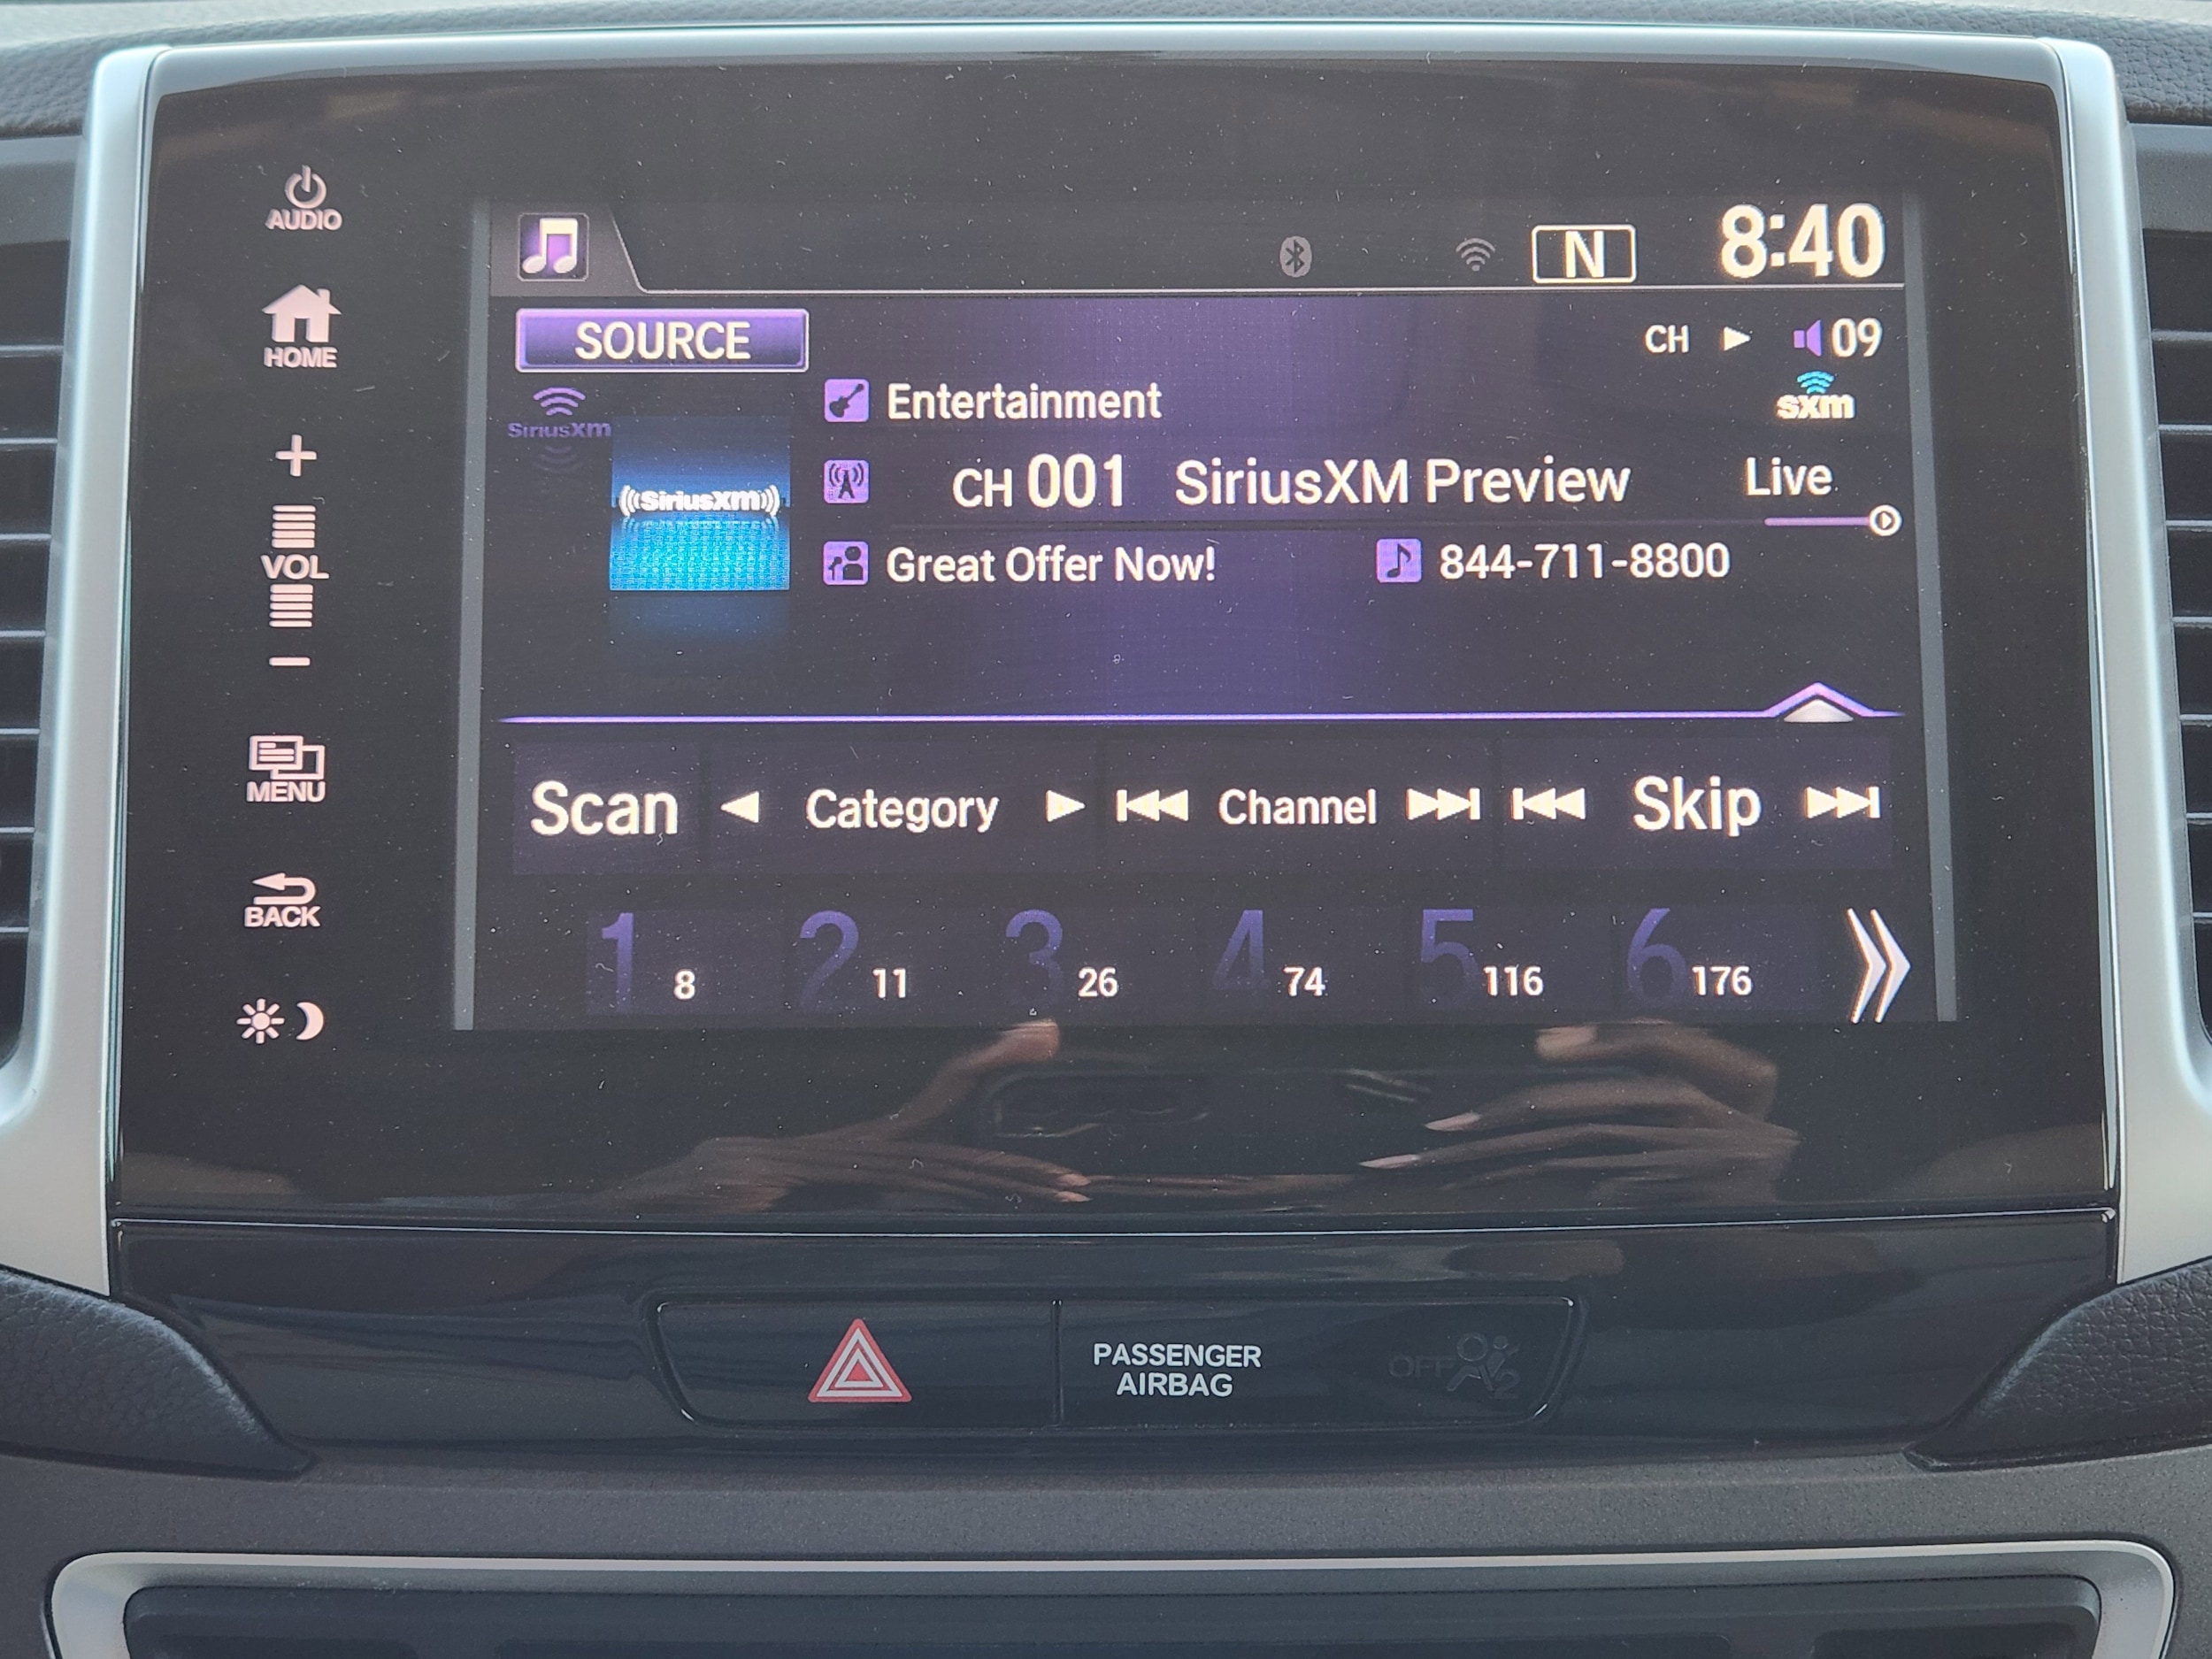 AUDIO
HOME
VOL
MENU
BACK
N 8:40
SOURCE
CH 09
SiriusXM
sxm
Entertainment
((SiriusXM))
CH 001 SiriusXM Preview Live
Great Offer Now! 844-711-8800
Scan Category Channel Skip
1 8 2 11 3 26 4 74 5 116 6 176
PASSENGER
AIRBAG
OFF 2